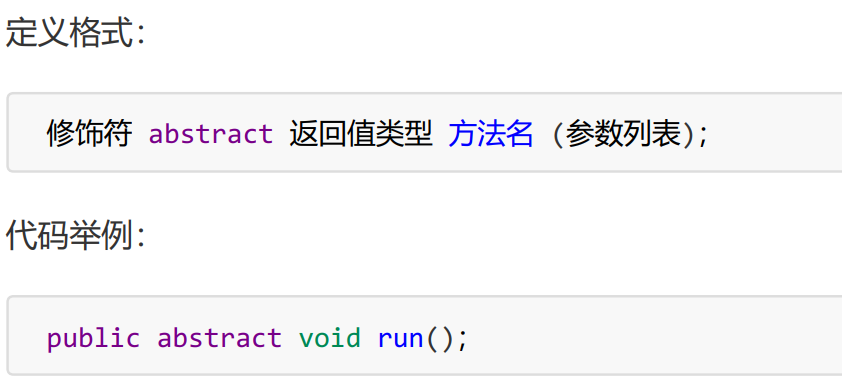 定义格式：
修饰符 abstract 返回值类型 方法名 (参数列表);
代码举例：
public abstract void run();